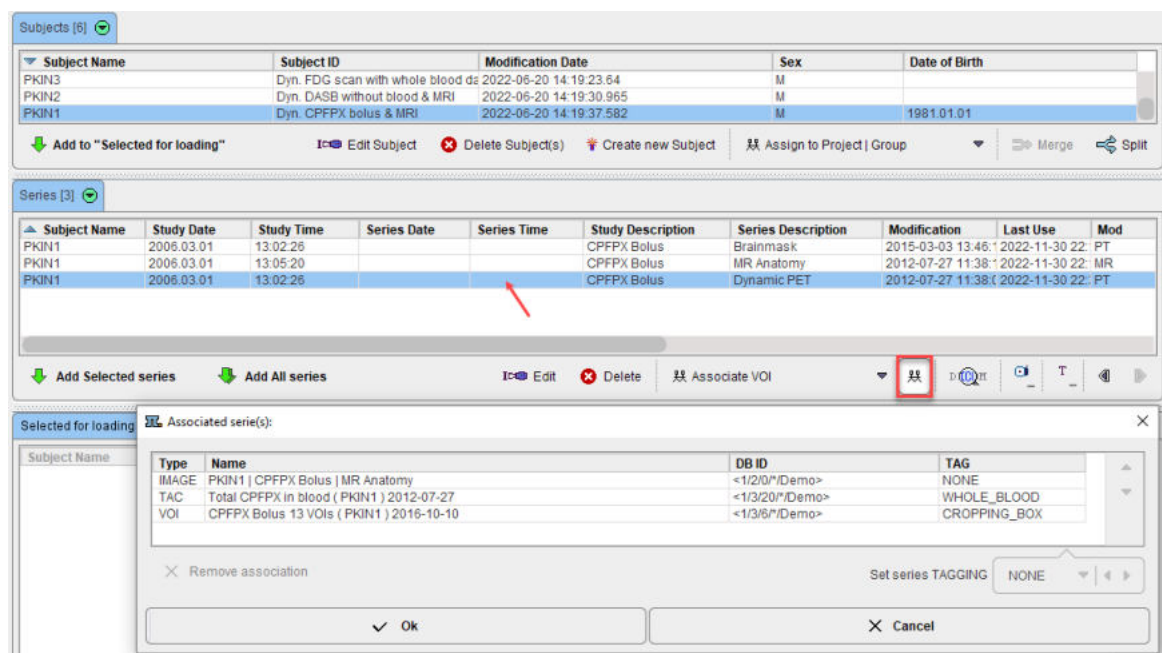 Subjects [6]
Subject Name Subject ID Modification Date Sex Date of Birth
PKIN3 Dyn. FDG scan with whole blood da 2022-06-20 14:19:23.64 M
PKIN2 Dyn. DASB without blood & MRI 2022-06-20 14:19:30.965 M
PKIN1 Dyn. CPFPX bolus & MRI 2022-06-20 14:19:37.582 M 1981.01.01
Add to "Selected for loading" Edit Subject Delete Subject(s) Create new Subject Assign to Project | Group Merge Split
Series [3]
Subject Name Study Date Study Time Series Date Series Time Study Description Series Description Modification Last Use Mod
PKIN1 2006.03.01 13:02:26 CPFPX Bolus Brainmask 2015-03-03 13:46: 2022-11-30 22: PT
PKIN1 2006.03.01 13:05:20 CPFPX Bolus MR Anatomy 2012-07-27 11:38: 2022-11-30 22: MR
PKIN1 2006.03.01 13:02:26 CPFPX Bolus Dynamic PET 2012-07-27 11:38: 2022-11-30 22: PT
Add Selected series Add All series Edit Delete Associate VOI T
Selected for loading
Subject Name
Associated serie(s):
Type Name DB ID TAG
IMAGE PKIN1 | CPFPX Bolus | MR Anatomy <1/2/0/*/Demo> NONE
TAC Total CPFPX in blood ( PKIN1 ) 2012-07-27 <1/3/20/*/Demo> WHOLE_BLOOD
VOI CPFPX Bolus 13 VOIs ( PKIN1 ) 2016-10-10 <1/3/6/*/Demo> CROPPING_BOX
Remove association Set series TAGGING NONE
Ok Cancel